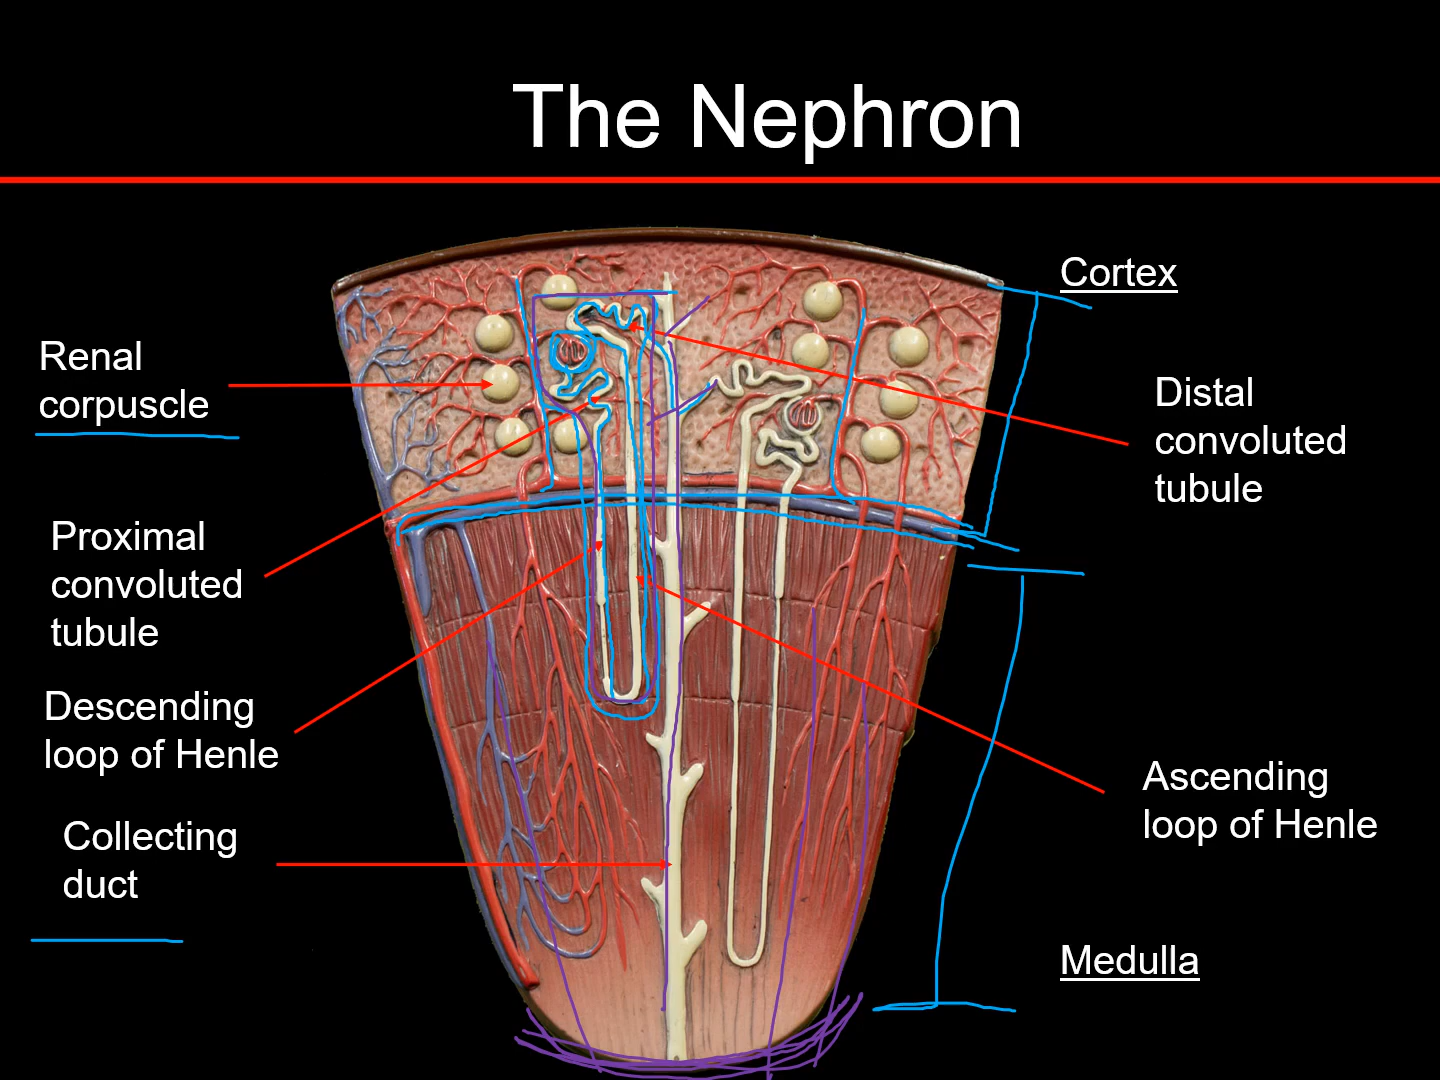 The Nephron
Cortex
Renal
corpuscle
Distal
convoluted
tubule
Proximal
convoluted
tubule
Descending
loop of Henle
Ascending
loop of Henle
Collecting
duct
Medulla